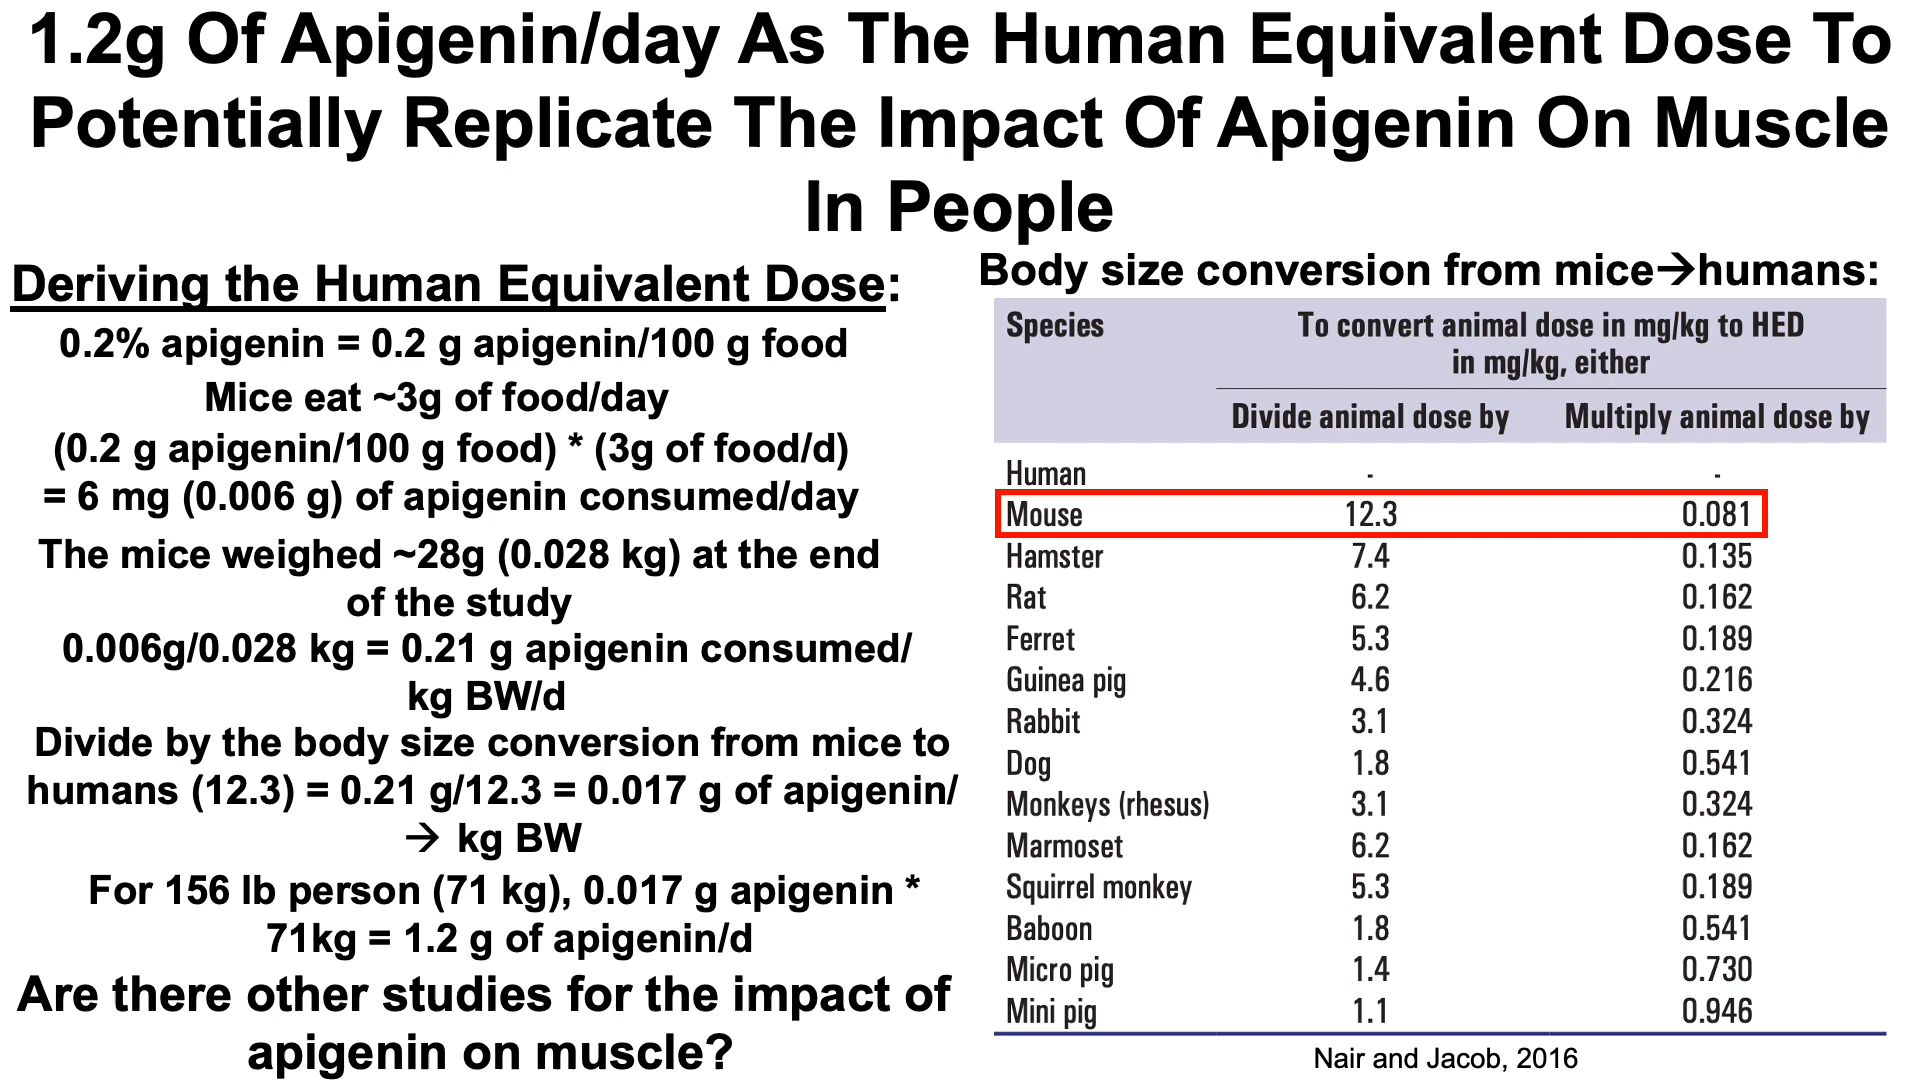 1.2g Of Apigenin/day As The Human Equivalent Dose To
Potentially Replicate The Impact Of Apigenin On Muscle
In People
Deriving the Human Equivalent Dose:
0.2% apigenin = 0.2 g apigenin/100 g food
Mice eat ~3g of food/day
(0.2 g apigenin/100 g food) * (3g of food/d)
= 6 mg (0.006 g) of apigenin consumed/day
The mice weighed ~28g (0.028 kg) at the end
of the study
0.006g/0.028 kg = 0.21 g apigenin consumed/
kg BW/d
Divide by the body size conversion from mice to
humans (12.3) = 0.21 g/12.3 = 0.017 g of apigenin/
→ kg BW
For 156 lb person (71 kg), 0.017 g apigenin *
71kg = 1.2 g of apigenin/d
Are there other studies for the impact of
apigenin on muscle?
Body size conversion from mice→humans:
Species To convert animal dose in mg/kg to HED
in mg/kg, either
Divide animal dose by Multiply animal dose by
Human - -
Mouse 12.3 0.081
Hamster 7.4 0.135
Rat 6.2 0.162
Ferret 5.3 0.189
Guinea pig 4.6 0.216
Rabbit 3.1 0.324
Dog 1.8 0.541
Monkeys (rhesus) 3.1 0.324
Marmoset 6.2 0.162
Squirrel monkey 5.3 0.189
Baboon 1.8 0.541
Micro pig 1.4 0.730
Mini pig 1.1 0.946
Nair and Jacob, 2016